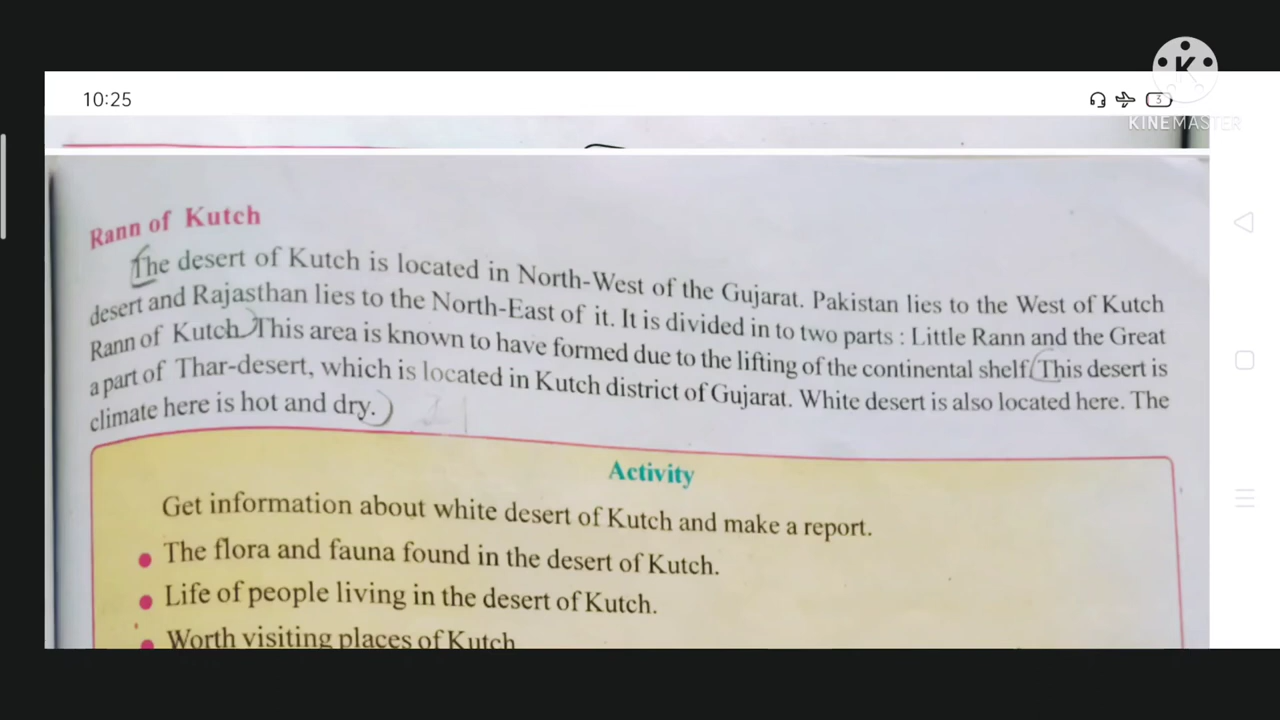 10:25
3
K
KINEMASTER
Rann of Kutch
The desert of Kutch is located in North-West of the Gujarat. Pakistan lies to the West of Kutch
desert and Rajasthan lies to the North-East of it. It is divided in to two parts : Little Rann and the Great
Rann of Kutch. This area is known to have formed due to the lifting of the continental shelf. This desert is
a part of Thar-desert, which is located in Kutch district of Gujarat. White desert is also located here. The
climate here is hot and dry.
Activity
Get information about white desert of Kutch and make a report.
The flora and fauna found in the desert of Kutch.
Life of people living in the desert of Kutch.
Worth visiting places of Kutch